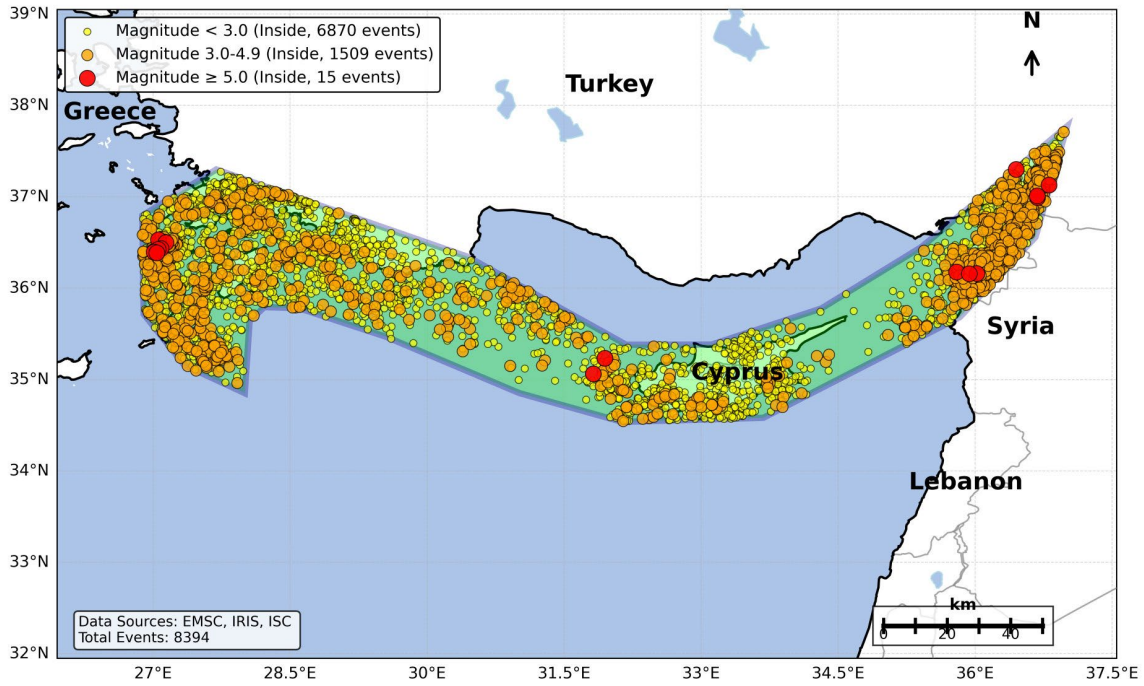 Magnitude < 3.0 (Inside, 6870 events)
Magnitude 3.0-4.9 (Inside, 1509 events)
Magnitude ≥ 5.0 (Inside, 15 events)
N
Turkey
Greece
Cyprus
Syria
Lebanon
39°N
38°N
37°N
36°N
35°N
34°N
33°N
32°N
Data Sources: EMSC, IRIS, ISC
Total Events: 8394
km
0 20 40
27°E 28.5°E 30°E 31.5°E 33°E 34.5°E 36°E 37.5°E